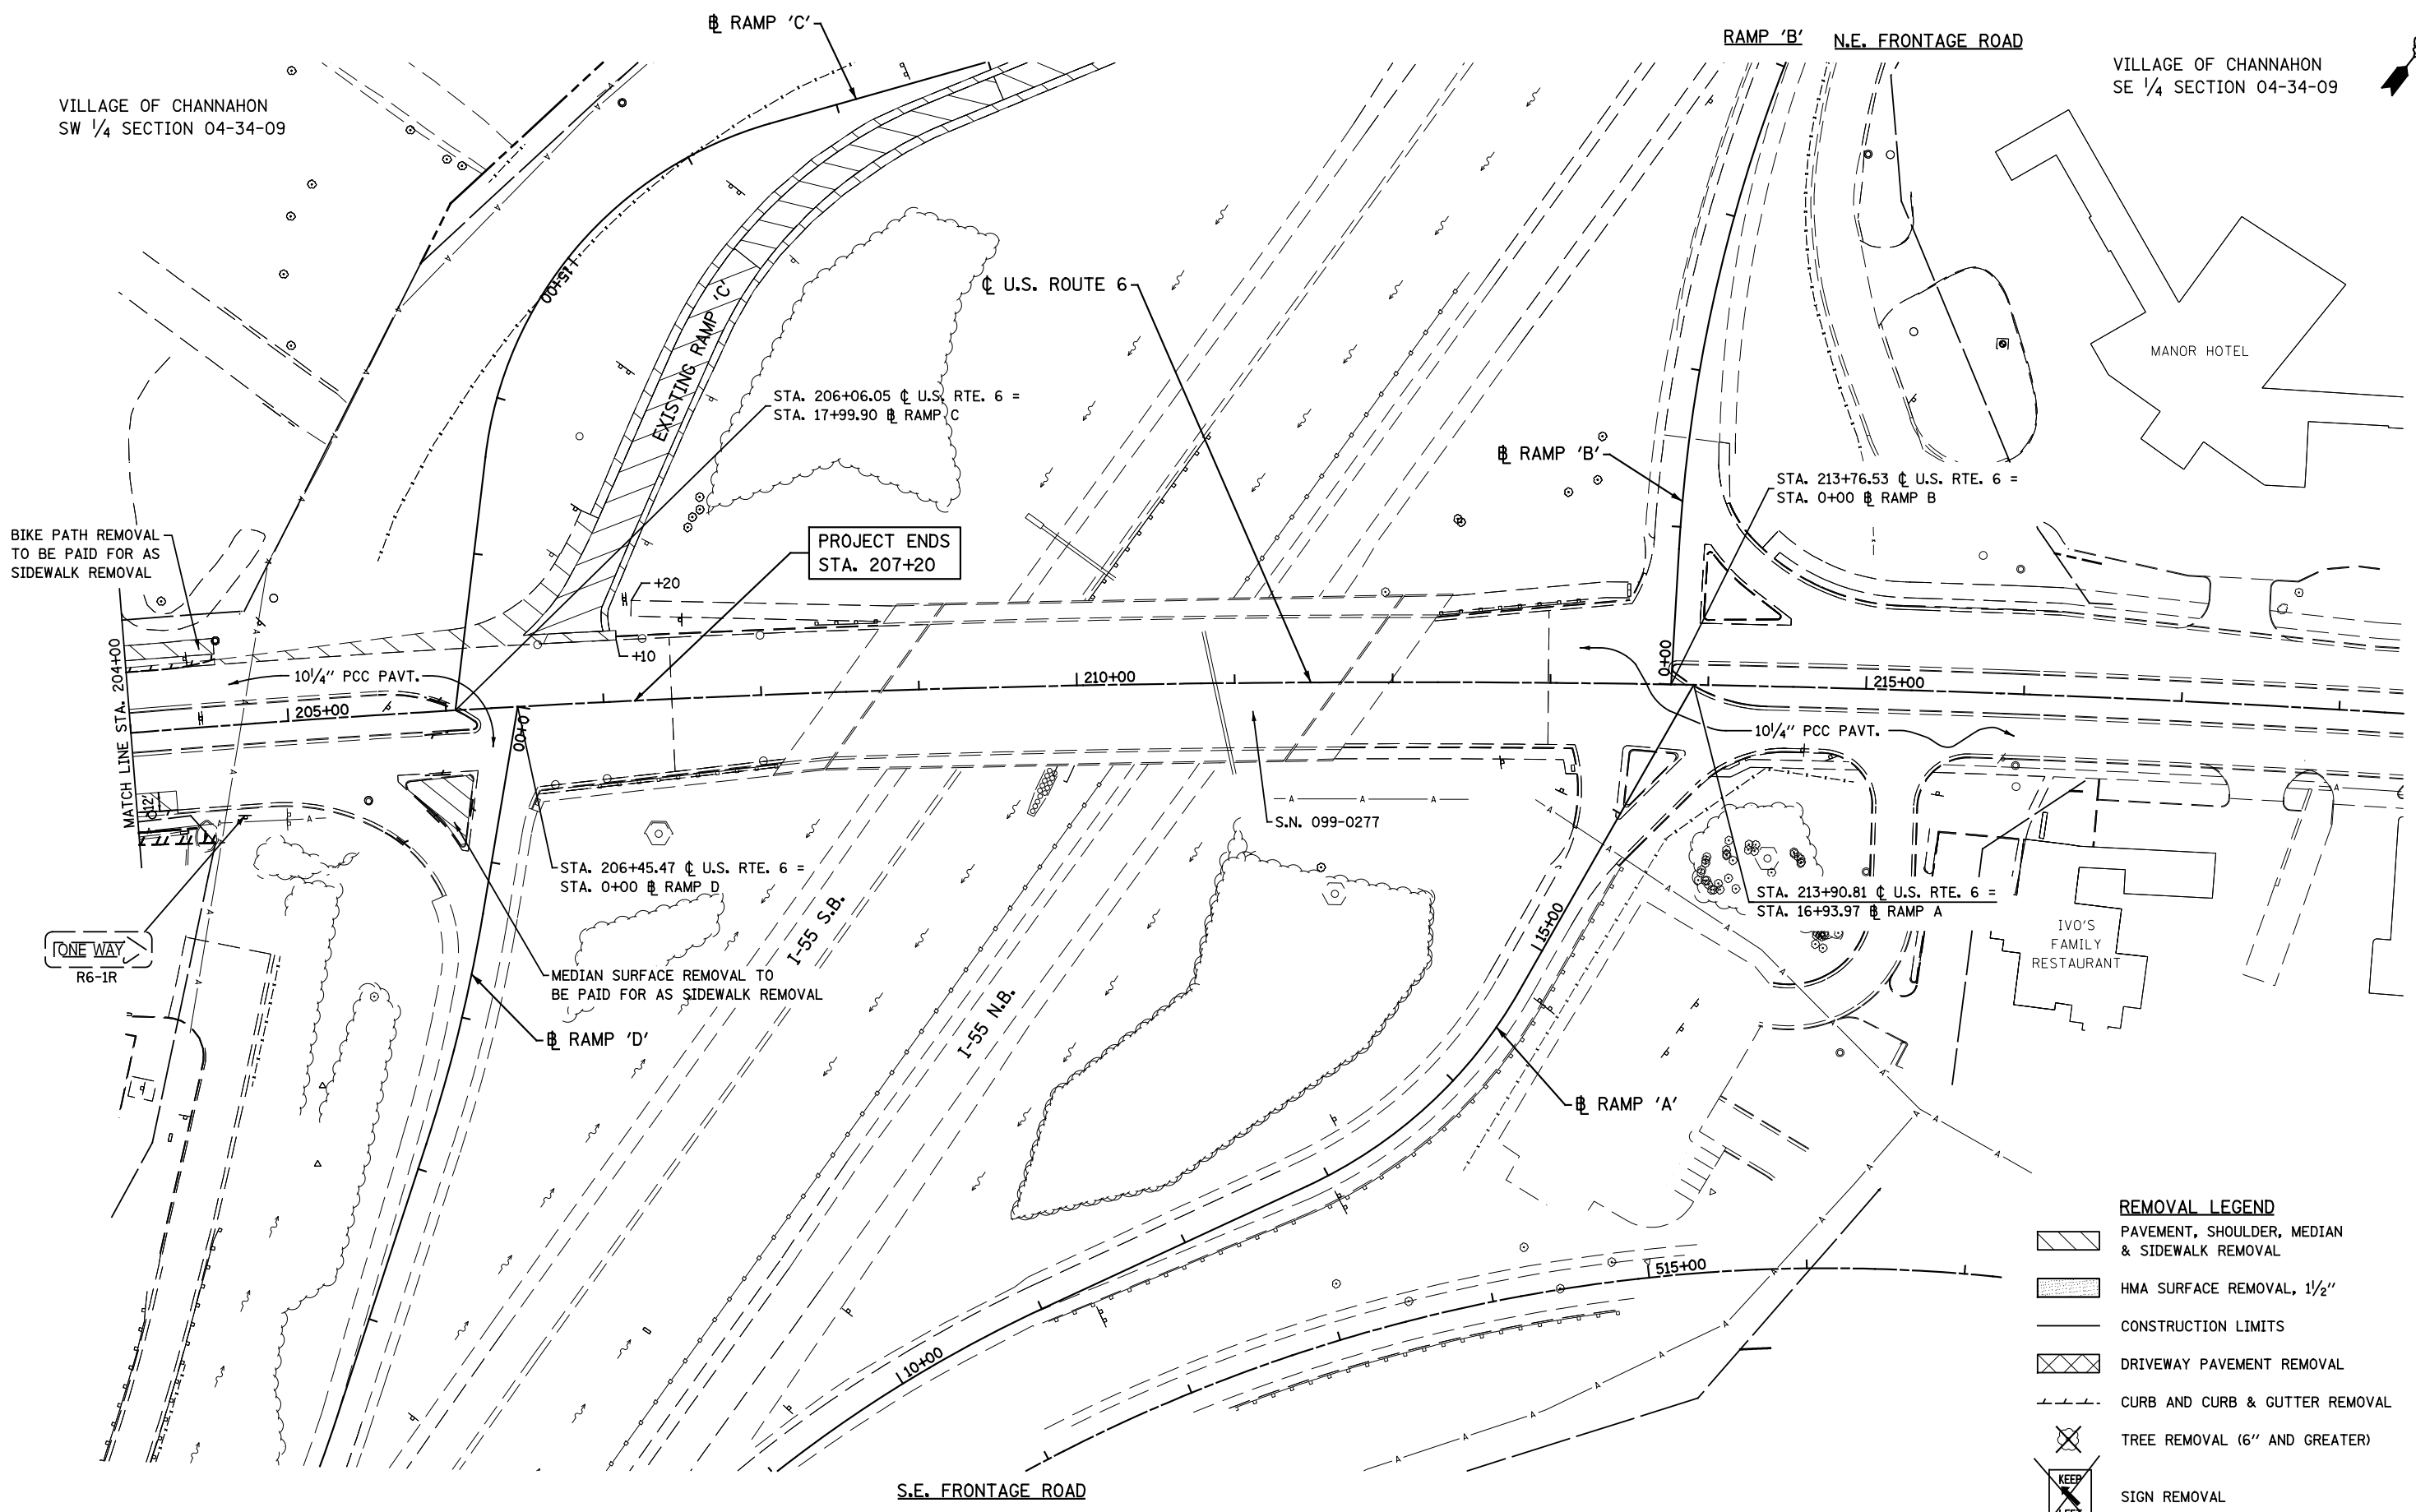 ℄ RAMP 'C'
RAMP 'B'
N.E. FRONTAGE ROAD
VILLAGE OF CHANNAHON
SW 1/4 SECTION 04-34-09
VILLAGE OF CHANNAHON
SE 1/4 SECTION 04-34-09
15+00
EXISTING RAMP 'C'
℄ U.S. ROUTE 6
MANOR HOTEL
STA. 206+06.05 ℄ U.S. RTE. 6 =
STA. 17+99.90 BL RAMP C
BL RAMP 'B'
STA. 213+76.53 ℄ U.S. RTE. 6 =
STA. 0+00 BL RAMP B
BIKE PATH REMOVAL
TO BE PAID FOR AS
SIDEWALK REMOVAL
PROJECT ENDS
STA. 207+20
+20
+10
MATCH LINE STA. 204+00
10 1/4" PCC PAVT.
205+00
0+00
210+00
0+00
215+00
10 1/4" PCC PAVT.
12'
S.N. 099-0277
STA. 206+45.47 ℄ U.S. RTE. 6 =
STA. 0+00 BL RAMP D
STA. 213+90.81 ℄ U.S. RTE. 6 =
STA. 16+93.97 BL RAMP A
IVO'S
FAMILY
RESTAURANT
ONE WAY
R6-1R
I-55 S.B.
15+00
MEDIAN SURFACE REMOVAL TO
BE PAID FOR AS SIDEWALK REMOVAL
I-55 N.B.
BL RAMP 'D'
BL RAMP 'A'
515+00
10+00
S.E. FRONTAGE ROAD
REMOVAL LEGEND
PAVEMENT, SHOULDER, MEDIAN
& SIDEWALK REMOVAL
HMA SURFACE REMOVAL, 1 1/2"
CONSTRUCTION LIMITS
DRIVEWAY PAVEMENT REMOVAL
CURB AND CURB & GUTTER REMOVAL
TREE REMOVAL (6" AND GREATER)
KEEP
SIGN REMOVAL